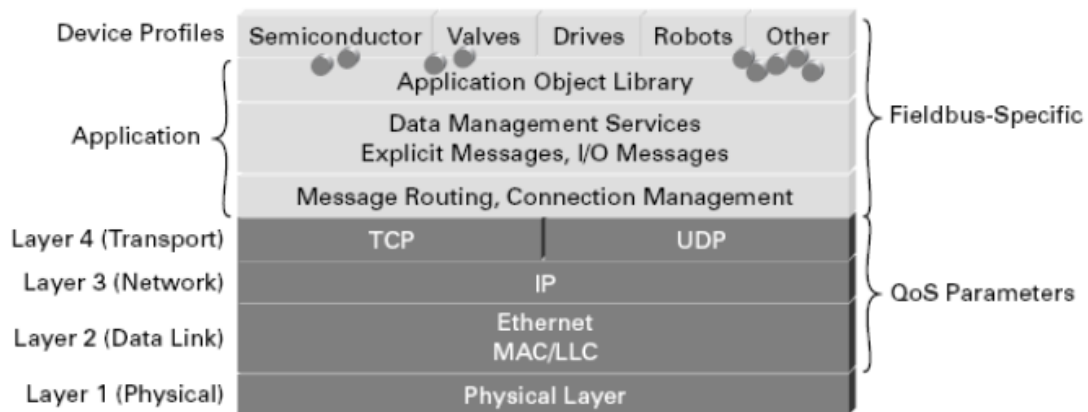 Device Profiles
Semiconductor Valves Drives Robots Other
Application Object Library
Application
Data Management Services
Explicit Messages, I/O Messages
Message Routing, Connection Management
Fieldbus-Specific
Layer 4 (Transport)
TCP UDP
Layer 3 (Network)
IP
QoS Parameters
Layer 2 (Data Link)
Ethernet
MAC/LLC
Layer 1 (Physical)
Physical Layer